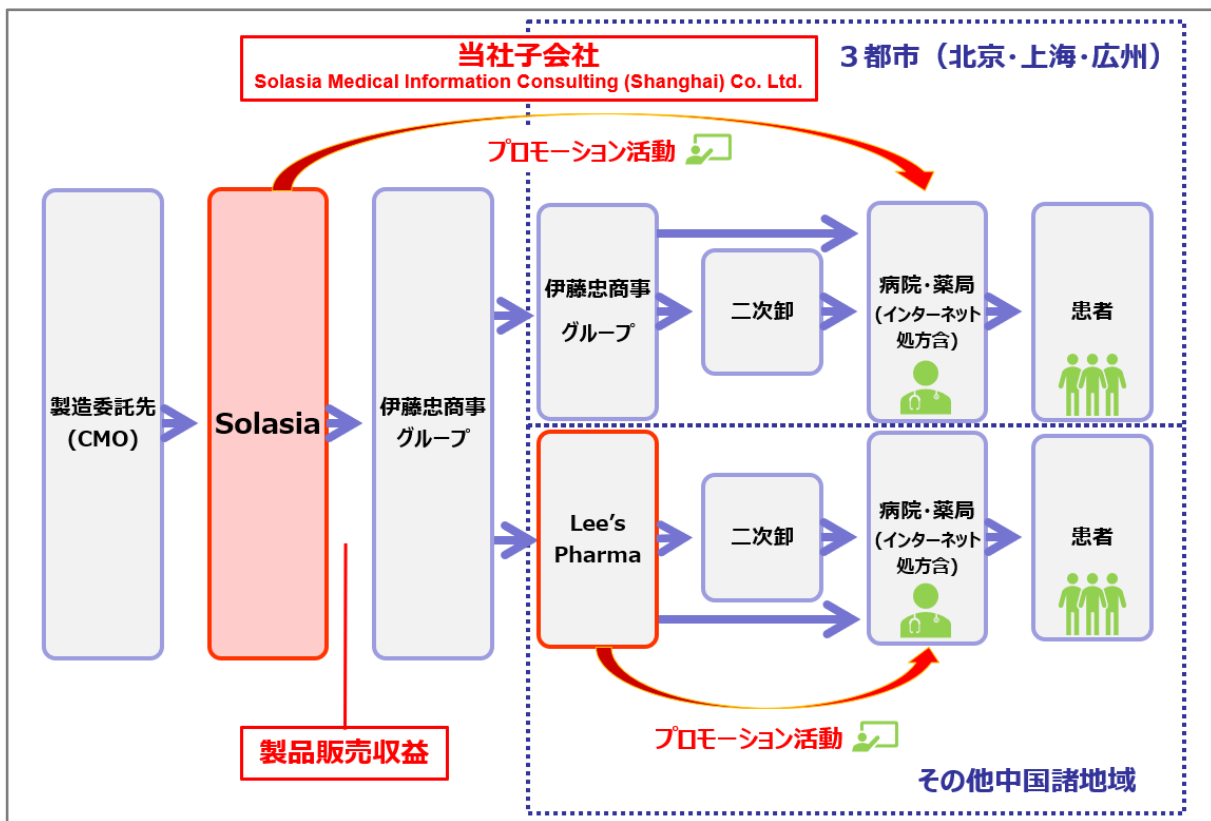 当社子会社
Solasia Medical Information Consulting (Shanghai) Co. Ltd.
3都市（北京・上海・広州）
プロモーション活動
製造委託先
(CMO)
Solasia
伊藤忠商事
グループ
伊藤忠商事
グループ
二次卸
病院・薬局
(インターネット
処方含)
患者
Lee's
Pharma
二次卸
病院・薬局
(インターネット
処方含)
患者
プロモーション活動
製品販売収益
その他中国諸地域